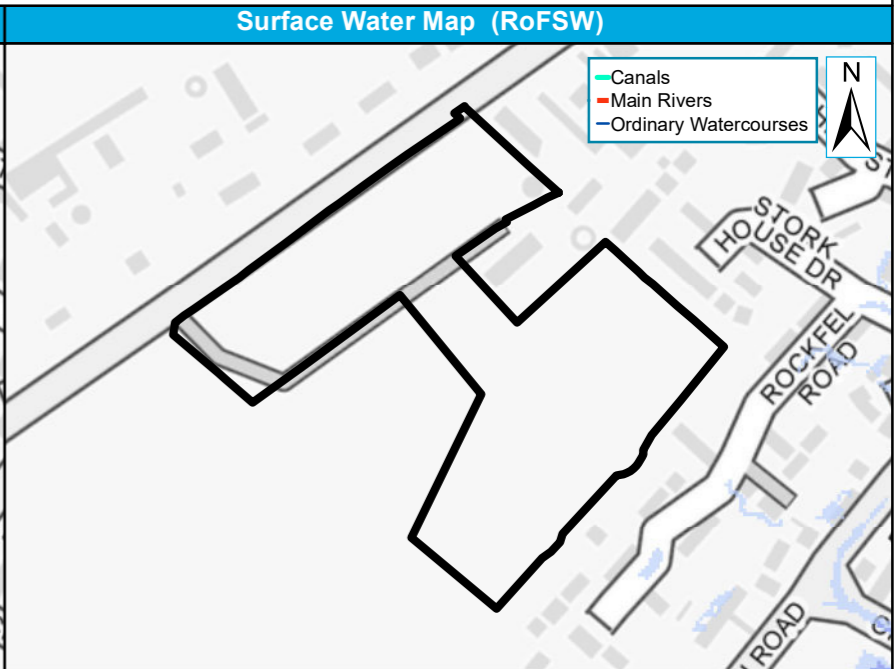 Surface Water Map (RoFSW)
Canals
Main Rivers
Ordinary Watercourses
N
STORK
HOUSE DR
ROCKFEL
ROAD
ROAD